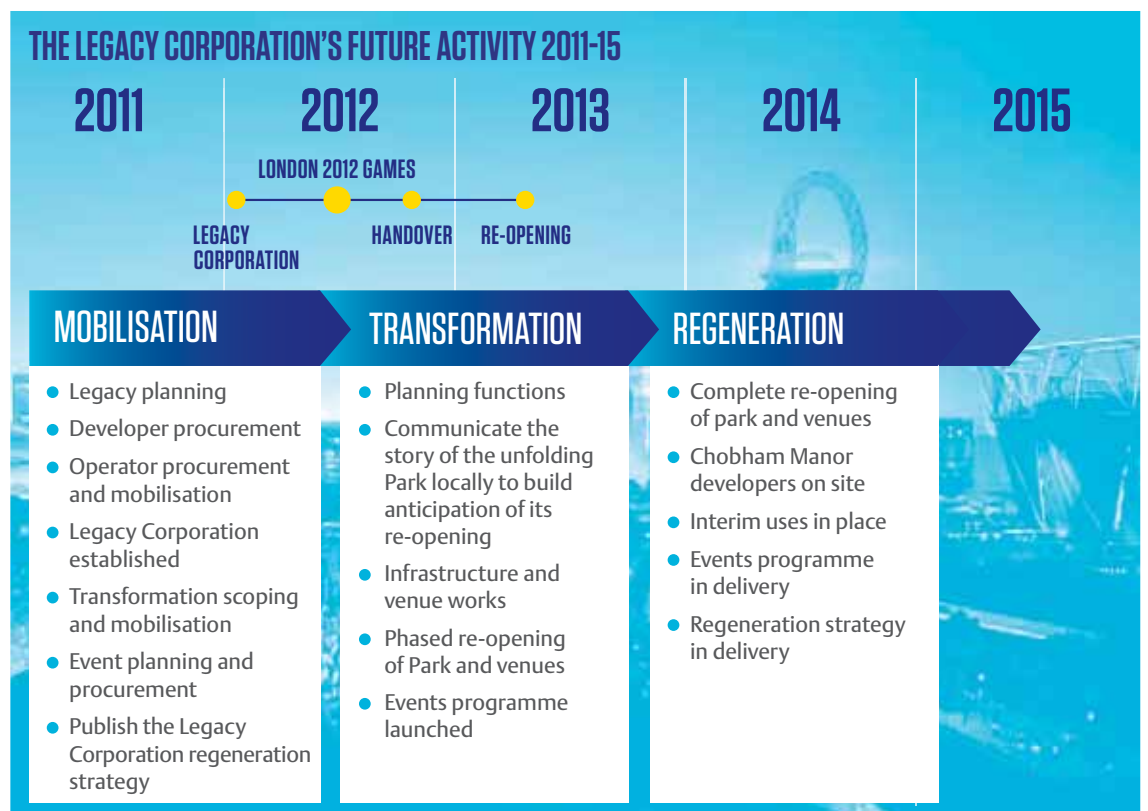 THE LEGACY CORPORATION'S FUTURE ACTIVITY 2011-15
2011
2012
2013
2014
2015
LONDON 2012 GAMES
LEGACY
CORPORATION
HANDOVER
RE-OPENING
MOBILISATION
TRANSFORMATION
REGENERATION
Legacy planning
Developer procurement
Operator procurement
and mobilisation
Legacy Corporation
established
Transformation scoping
and mobilisation
Event planning and
procurement
Publish the Legacy
Corporation regeneration
strategy
Planning functions
Communicate the
story of the unfolding
Park locally to build
anticipation of its
re-opening
Infrastructure and
venue works
Phased re-opening
of Park and venues
Events programme
launched
Complete re-opening
of park and venues
Chobham Manor
developers on site
Interim uses in place
Events programme
in delivery
Regeneration strategy
in delivery